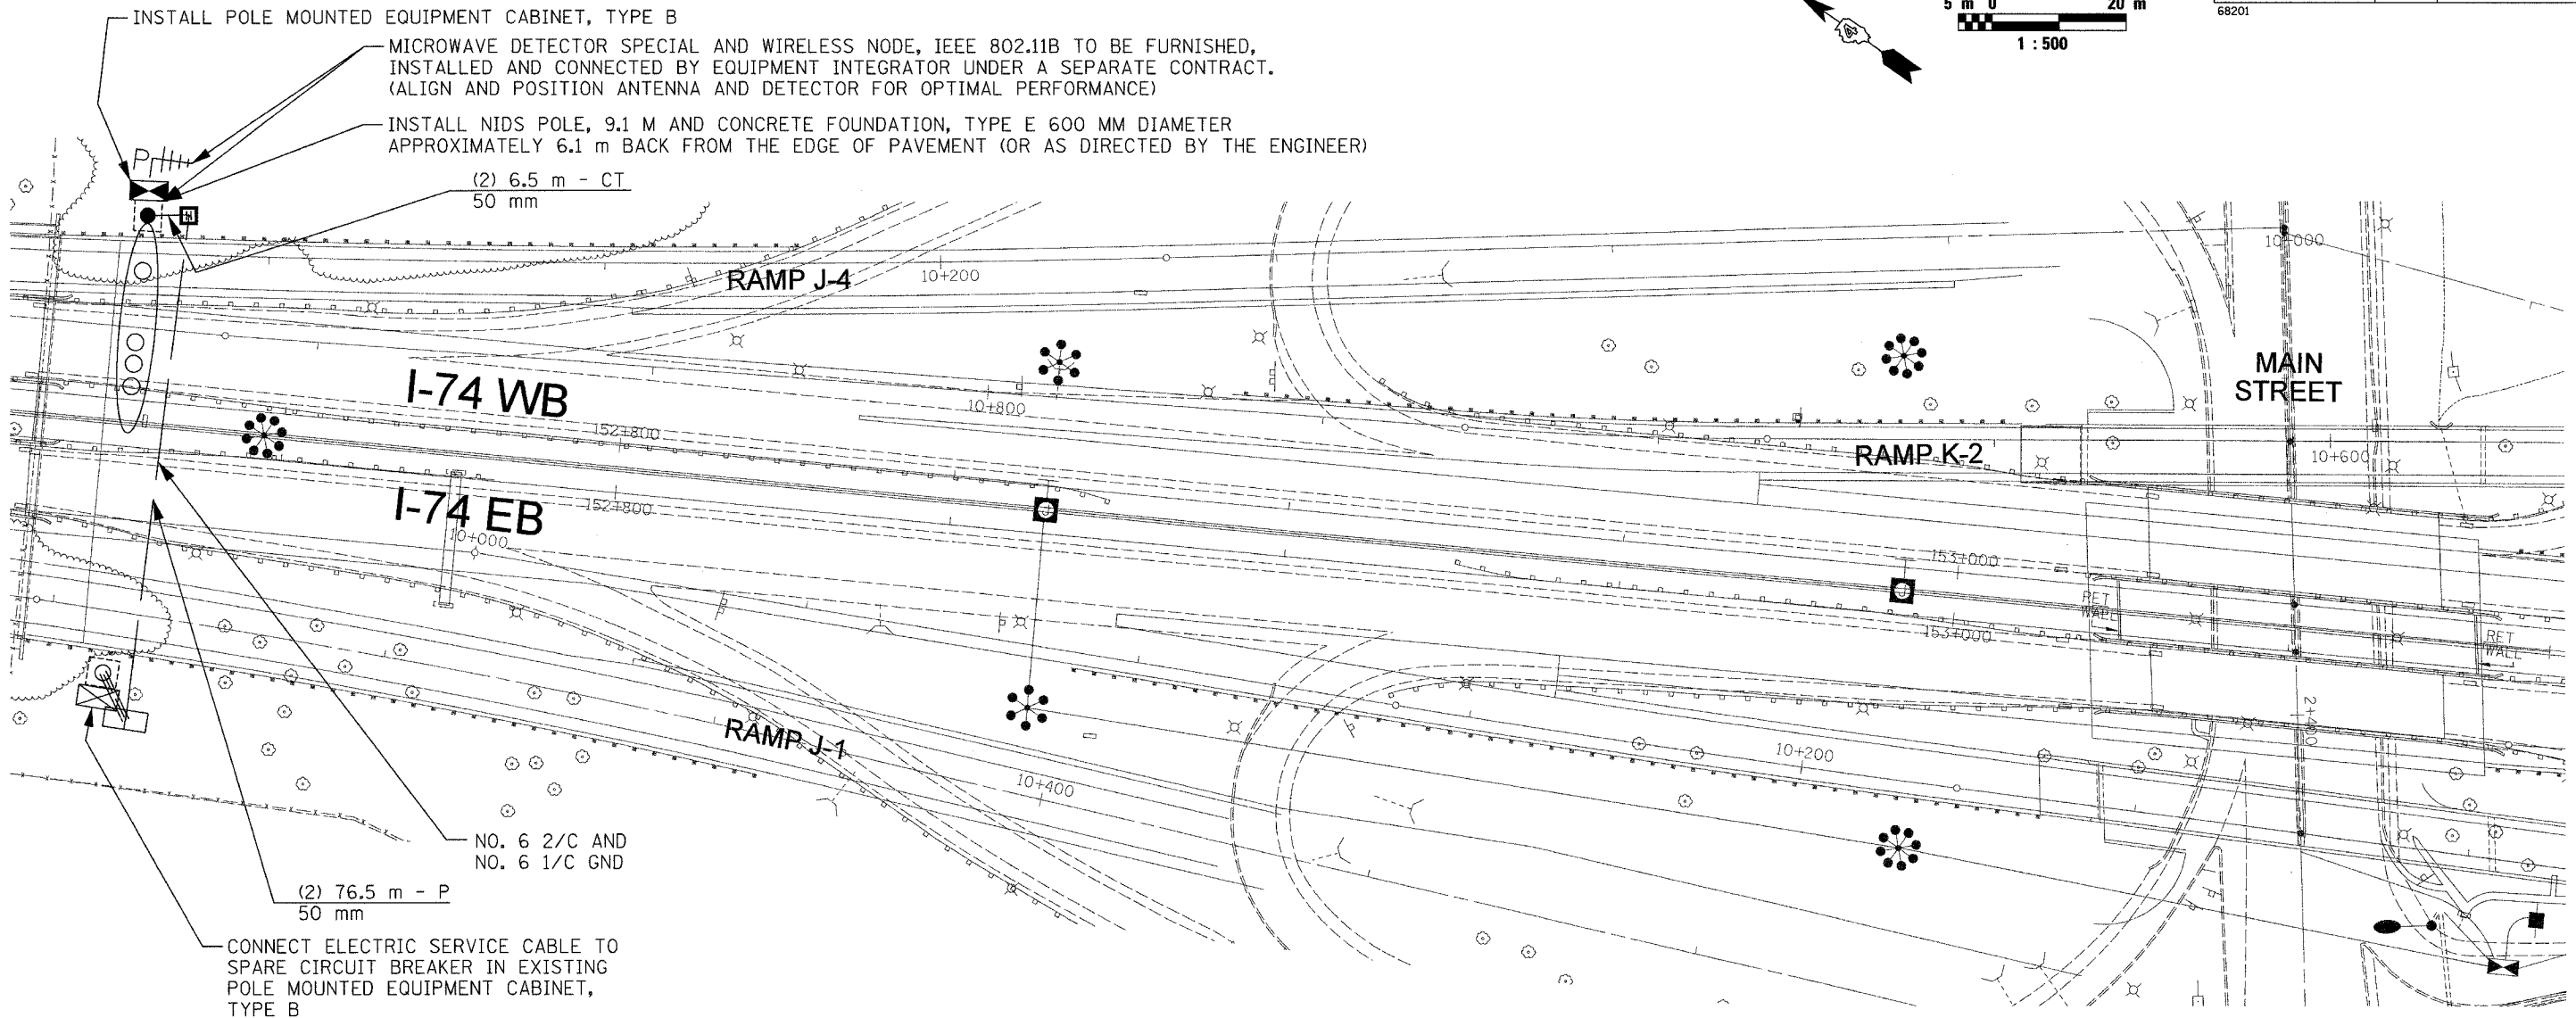 INSTALL POLE MOUNTED EQUIPMENT CABINET, TYPE B
5 m 0 20 m
1 : 500
68201
MICROWAVE DETECTOR SPECIAL AND WIRELESS NODE, IEEE 802.11B TO BE FURNISHED,
INSTALLED AND CONNECTED BY EQUIPMENT INTEGRATOR UNDER A SEPARATE CONTRACT.
(ALIGN AND POSITION ANTENNA AND DETECTOR FOR OPTIMAL PERFORMANCE)
INSTALL NIDS POLE, 9.1 M AND CONCRETE FOUNDATION, TYPE E 600 MM DIAMETER
APPROXIMATELY 6.1 m BACK FROM THE EDGE OF PAVEMENT (OR AS DIRECTED BY THE ENGINEER)
P
(2) 6.5 m - CT
50 mm
10+000
RAMP J-4
10+200
MAIN
STREET
I-74 WB
10+800
152+800
RAMP K-2
10+600
I-74 EB
152+800
10+000
J
153+000
J
153+000
RET
WALL
RET
WALL
2+400
RAMP J-1
10+200
10+400
NO. 6 2/C AND
NO. 6 1/C GND
(2) 76.5 m - P
50 mm
CONNECT ELECTRIC SERVICE CABLE TO
SPARE CIRCUIT BREAKER IN EXISTING
POLE MOUNTED EQUIPMENT CABINET,
TYPE B